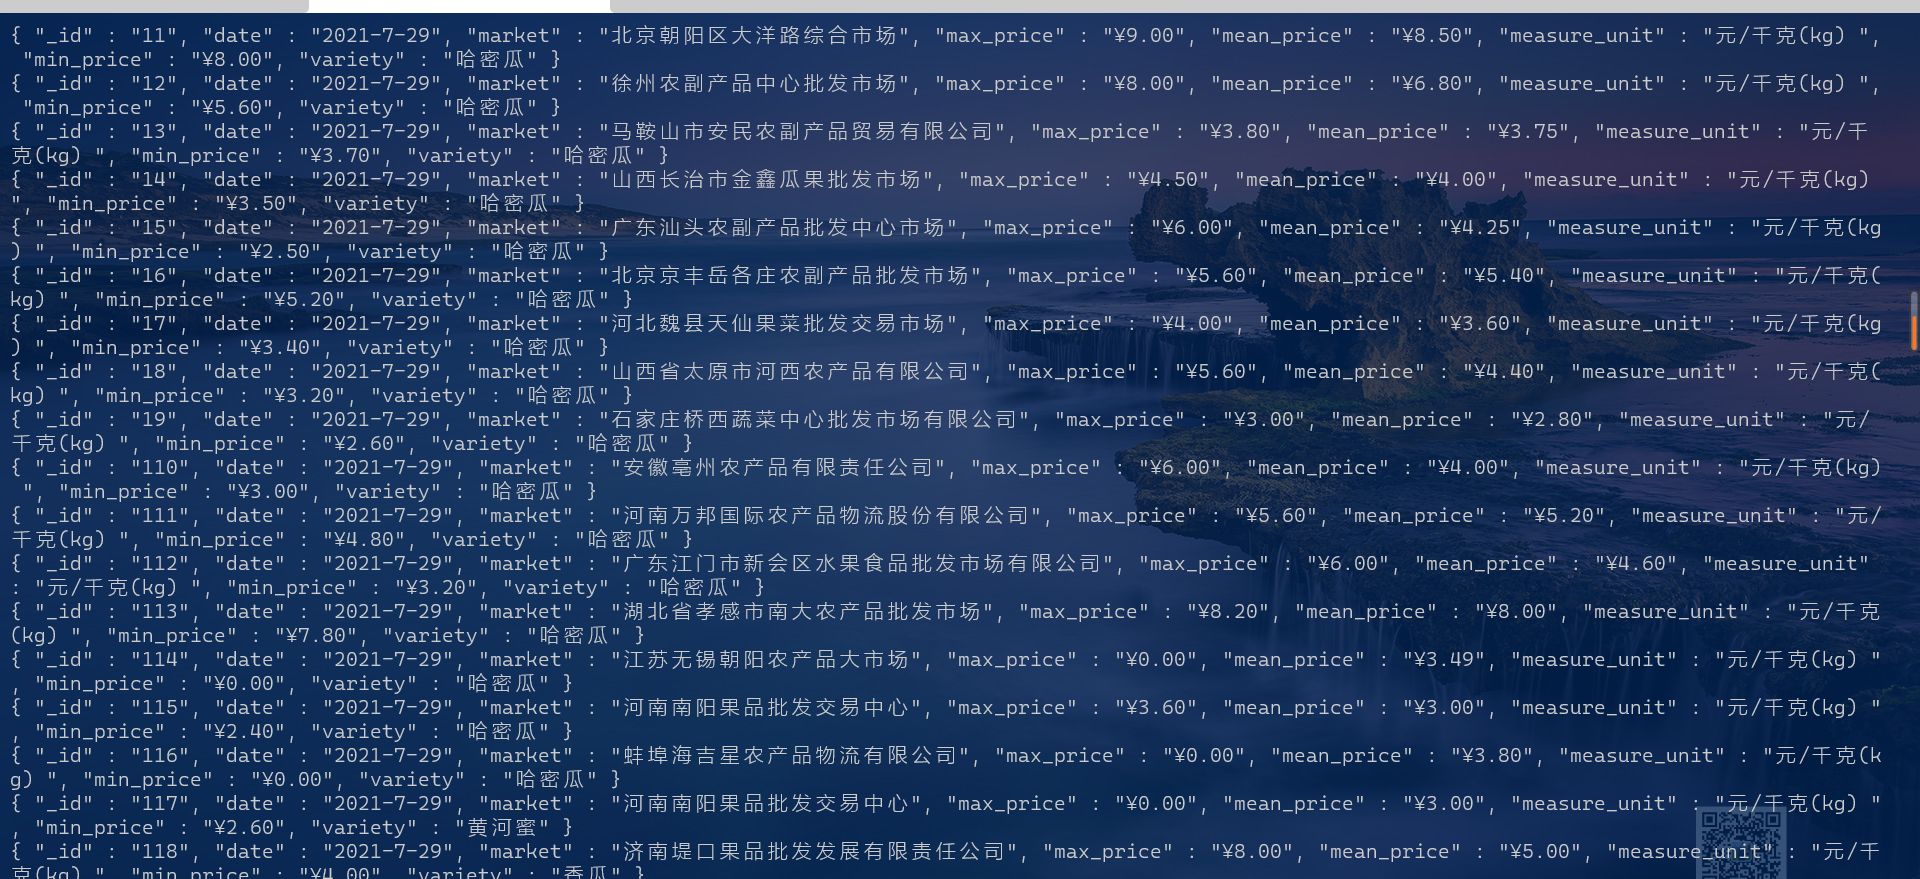 { "_id" : "11", "date" : "2021-7-29", "market" : "北京朝阳区大洋路综合市场", "max_price" : "¥9.00", "mean_price" : "¥8.50", "measure_unit" : "元/千克(kg) ",
"min_price" : "¥8.00", "variety" : "哈密瓜" }
{ "_id" : "12", "date" : "2021-7-29", "market" : "徐州农副产品中心批发市场", "max_price" : "¥8.00", "mean_price" : "¥6.80", "measure_unit" : "元/千克(kg) ",
"min_price" : "¥5.60", "variety" : "哈密瓜" }
{ "_id" : "13", "date" : "2021-7-29", "market" : "马鞍山市安民农副产品贸易有限公司", "max_price" : "¥3.80", "mean_price" : "¥3.75", "measure_unit" : "元/千
克(kg) ", "min_price" : "¥3.70", "variety" : "哈密瓜" }
{ "_id" : "14", "date" : "2021-7-29", "market" : "山西长治市金鑫瓜果批发市场", "max_price" : "¥4.50", "mean_price" : "¥4.00", "measure_unit" : "元/千克(kg)
", "min_price" : "¥3.50", "variety" : "哈密瓜" }
{ "_id" : "15", "date" : "2021-7-29", "market" : "广东汕头农副产品批发中心市场", "max_price" : "¥6.00", "mean_price" : "¥4.25", "measure_unit" : "元/千克(kg
) ", "min_price" : "¥2.50", "variety" : "哈密瓜" }
{ "_id" : "16", "date" : "2021-7-29", "market" : "北京京丰岳各庄农副产品批发市场", "max_price" : "¥5.60", "mean_price" : "¥5.40", "measure_unit" : "元/千克(
kg) ", "min_price" : "¥5.20", "variety" : "哈密瓜" }
{ "_id" : "17", "date" : "2021-7-29", "market" : "河北魏县天仙果菜批发交易市场", "max_price" : "¥4.00", "mean_price" : "¥3.60", "measure_unit" : "元/千克(kg
) ", "min_price" : "¥3.40", "variety" : "哈密瓜" }
{ "_id" : "18", "date" : "2021-7-29", "market" : "山西省太原市河西农产品有限公司", "max_price" : "¥5.60", "mean_price" : "¥4.40", "measure_unit" : "元/千克(
kg) ", "min_price" : "¥3.20", "variety" : "哈密瓜" }
{ "_id" : "19", "date" : "2021-7-29", "market" : "石家庄桥西蔬菜中心批发市场有限公司", "max_price" : "¥3.00", "mean_price" : "¥2.80", "measure_unit" : "元/
千克(kg) ", "min_price" : "¥2.60", "variety" : "哈密瓜" }
{ "_id" : "110", "date" : "2021-7-29", "market" : "安徽亳州农产品有限责任公司", "max_price" : "¥6.00", "mean_price" : "¥4.00", "measure_unit" : "元/千克(kg)
", "min_price" : "¥3.00", "variety" : "哈密瓜" }
{ "_id" : "111", "date" : "2021-7-29", "market" : "河南万邦国际农产品物流股份有限公司", "max_price" : "¥5.60", "mean_price" : "¥5.20", "measure_unit" : "元/
千克(kg) ", "min_price" : "¥4.80", "variety" : "哈密瓜" }
{ "_id" : "112", "date" : "2021-7-29", "market" : "广东江门市新会区水果食品批发市场有限公司", "max_price" : "¥6.00", "mean_price" : "¥4.60", "measure_unit"
: "元/千克(kg) ", "min_price" : "¥3.20", "variety" : "哈密瓜" }
{ "_id" : "113", "date" : "2021-7-29", "market" : "湖北省孝感市南大农产品批发市场", "max_price" : "¥8.20", "mean_price" : "¥8.00", "measure_unit" : "元/千克
(kg) ", "min_price" : "¥7.80", "variety" : "哈密瓜" }
{ "_id" : "114", "date" : "2021-7-29", "market" : "江苏无锡朝阳农产品大市场", "max_price" : "¥0.00", "mean_price" : "¥3.49", "measure_unit" : "元/千克(kg) "
, "min_price" : "¥0.00", "variety" : "哈密瓜" }
{ "_id" : "115", "date" : "2021-7-29", "market" : "河南南阳果品批发交易中心", "max_price" : "¥3.60", "mean_price" : "¥3.00", "measure_unit" : "元/千克(kg) "
, "min_price" : "¥2.40", "variety" : "哈密瓜" }
{ "_id" : "116", "date" : "2021-7-29", "market" : "蚌埠海吉星农产品物流有限公司", "max_price" : "¥0.00", "mean_price" : "¥3.80", "measure_unit" : "元/千克(k
g) ", "min_price" : "¥0.00", "variety" : "哈密瓜" }
{ "_id" : "117", "date" : "2021-7-29", "market" : "河南南阳果品批发交易中心", "max_price" : "¥0.00", "mean_price" : "¥3.00", "measure_unit" : "元/千克(kg) "
, "min_price" : "¥2.60", "variety" : "黄河蜜" }
{ "_id" : "118", "date" : "2021-7-29", "market" : "济南堤口果品批发发展有限责任公司", "max_price" : "¥8.00", "mean_price" : "¥5.00", "measure_unit" : "元/千
克(kg) ", "min_price" : "¥4.00", "variety" : "香瓜" }